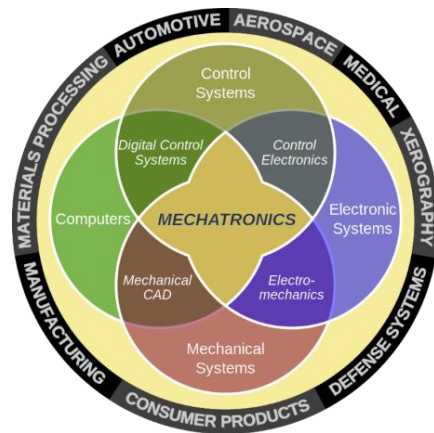 AUTOMOTIVE
AEROSPACE
MEDICAL
XEROGRAPHY
DEFENSE SYSTEMS
CONSUMER PRODUCTS
MANUFACTURING
MATERIALS PROCESSING
Control
Systems
Digital Control
Systems
Control
Electronics
Computers
MECHATRONICS
Electronic
Systems
Mechanical
CAD
Electro-
mechanics
Mechanical
Systems